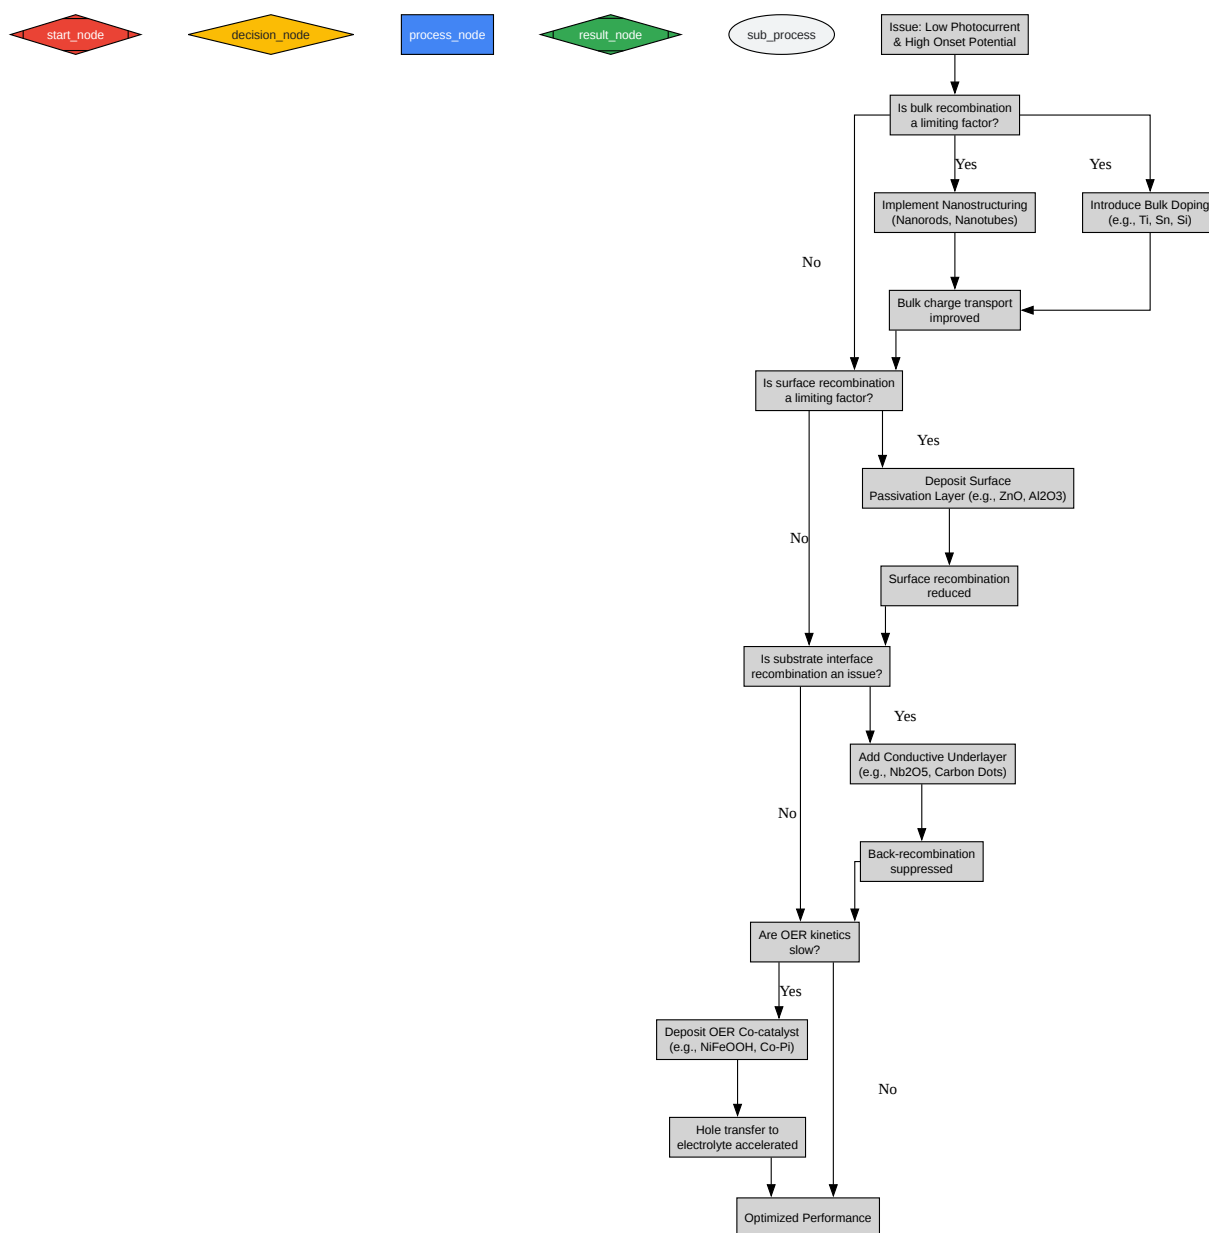 start_node
decision_node
process_node
result_node
sub_process
Issue: Low Photocurrent
& High Onset Potential
Is bulk recombination
a limiting factor?
Yes
Yes
Implement Nanostructuring
(Nanorods, Nanotubes)
Introduce Bulk Doping
(e.g., Ti, Sn, Si)
No
Bulk charge transport
improved
Is surface recombination
a limiting factor?
Yes
Deposit Surface
Passivation Layer (e.g., ZnO, Al2O3)
No
Surface recombination
reduced
Is substrate interface
recombination an issue?
Yes
Add Conductive Underlayer
(e.g., Nb2O5, Carbon Dots)
No
Back-recombination
suppressed
Are OER kinetics
slow?
Yes
Deposit OER Co-catalyst
(e.g., NiFeOOH, Co-Pi)
No
Hole transfer to
electrolyte accelerated
Optimized Performance